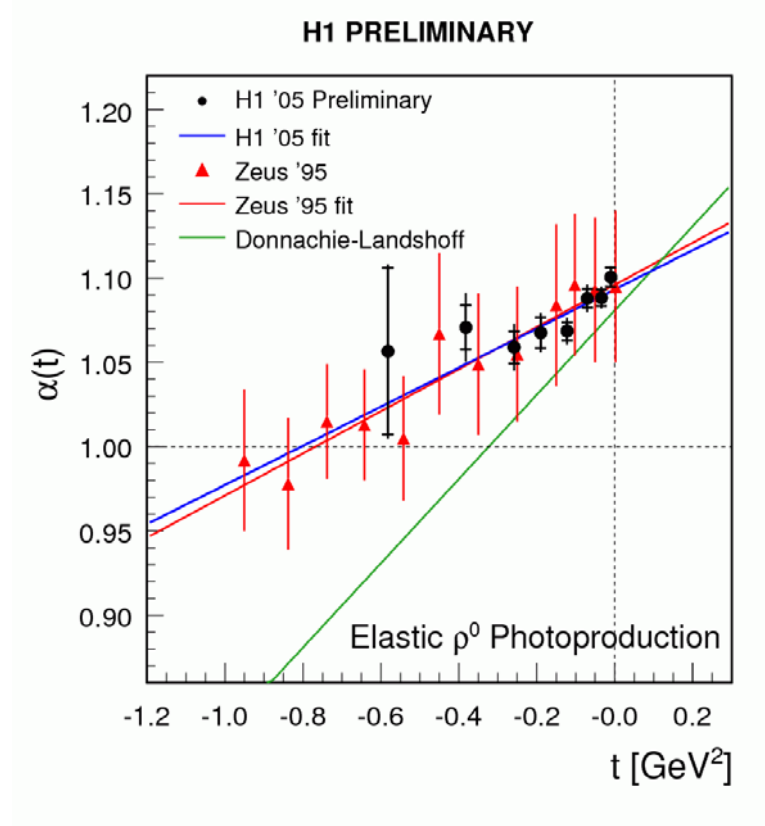 H1 PRELIMINARY
H1 '05 Preliminary
H1 '05 fit
Zeus '95
Zeus '95 fit
Donnachie-Landshoff
1.20
1.15
1.10
1.05
1.00
0.95
0.90
α(t)
Elastic ρ⁰ Photoproduction
-1.2 -1.0 -0.8 -0.6 -0.4 -0.2 -0.0 0.2
t [GeV²]